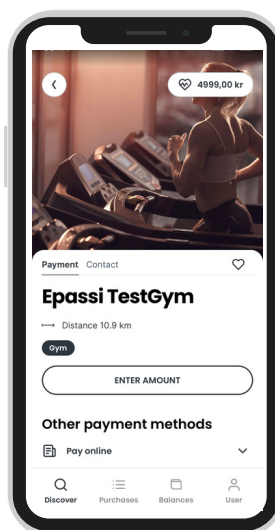 4999,00 kr
Payment Contact
Epassi TestGym
Distance 10.9 km
Gym
ENTER AMOUNT
Other payment methods
Pay online
Discover Purchases Balances User